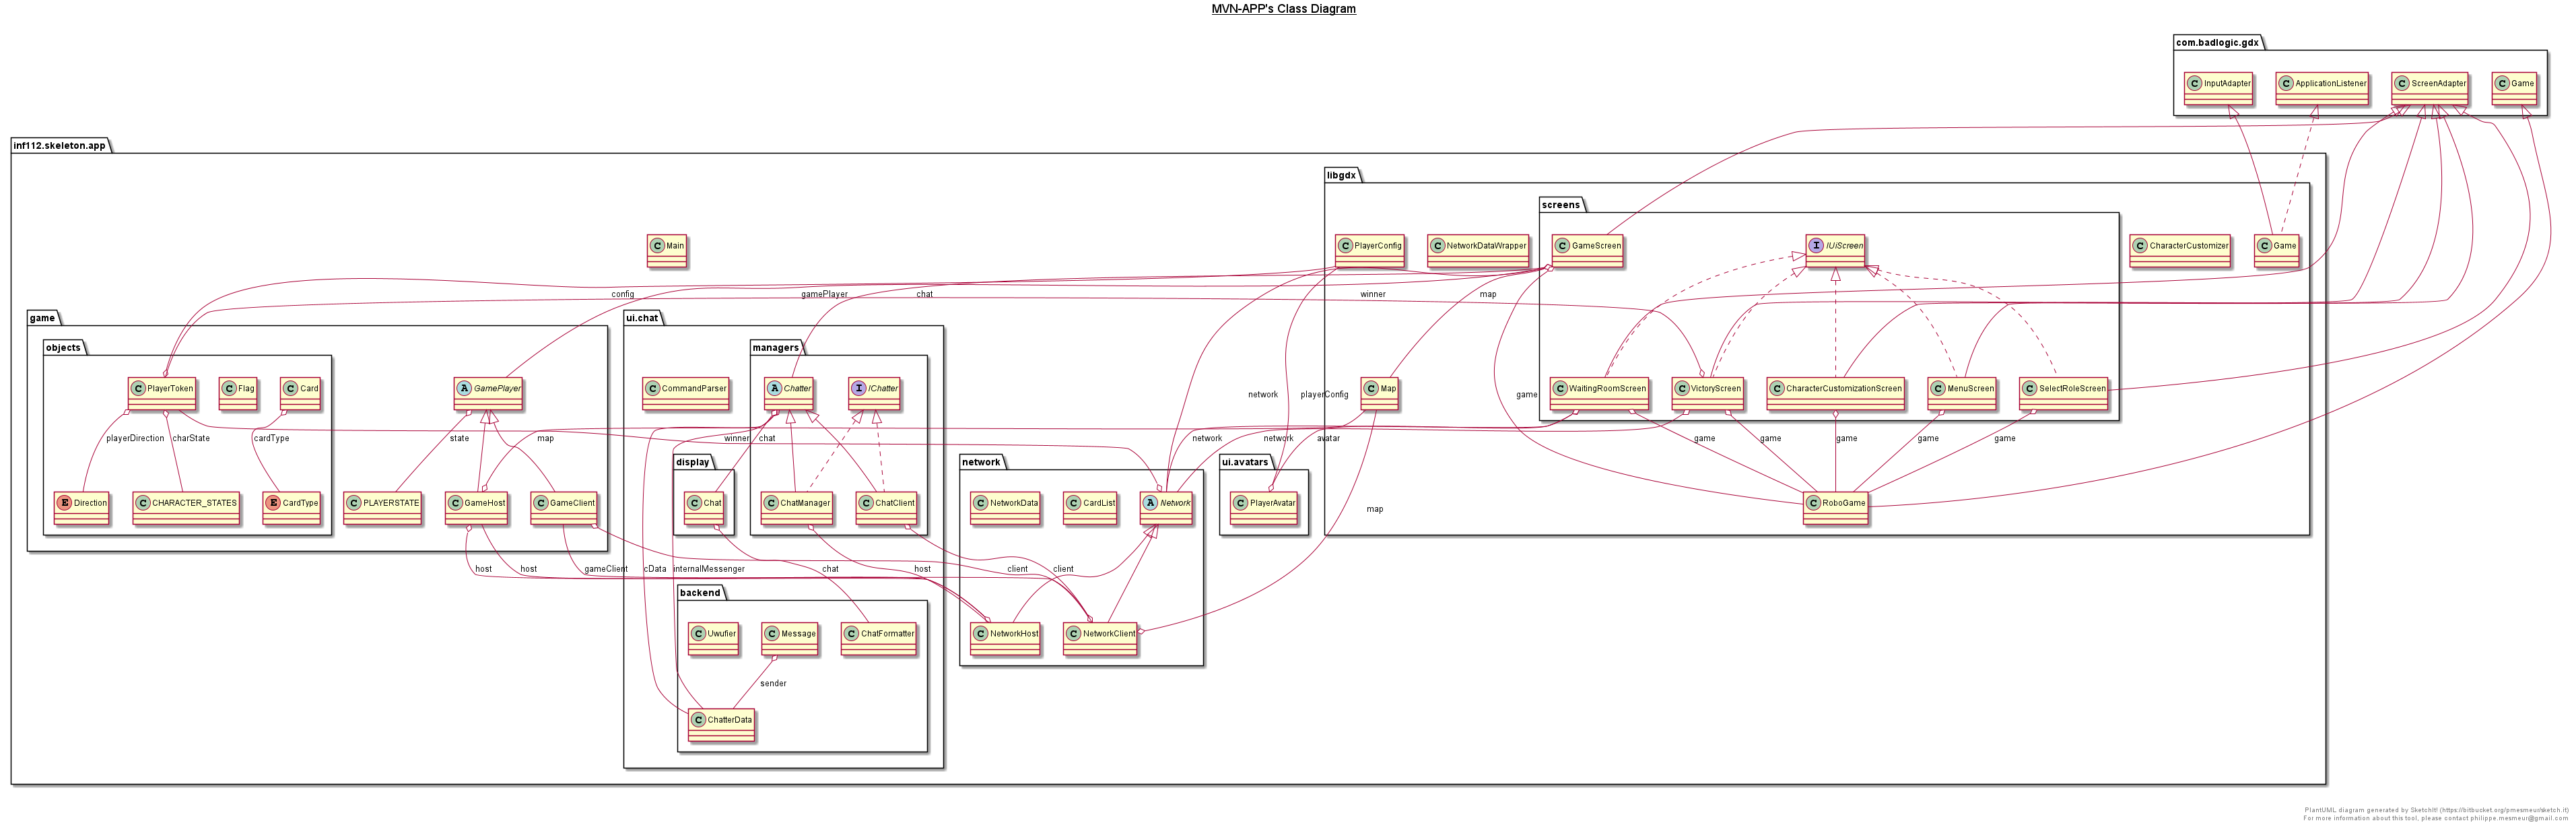 MVN-APP's Class Diagram
com.badlogic.gdx
C InputAdapter
C ApplicationListener
C ScreenAdapter
C Game
inf112.skeleton.app
libgdx
screens
C Main
C PlayerConfig
C NetworkDataWrapper
C GameScreen
I IUiScreen
C CharacterCustomizer
C Game
config
gamePlayer
chat
winner
map
game
ui.chat
objects
managers
C PlayerToken
C Flag
C Card
A GamePlayer
C CommandParser
A Chatter
I IChatter
network
playerConfig
game
C Map
C WaitingRoomScreen
C VictoryScreen
C CharacterCustomizationScreen
C MenuScreen
C SelectRoleScreen
playerDirection
charState
cardType
state
map
winner
chat
network
network
avatar
game
game
game
game
game
display
network
ui.avatars
E Direction
C CHARACTER_STATES
E CardType
C PLAYERSTATE
C GameHost
C GameClient
C Chat
C ChatManager
C ChatClient
C NetworkData
C CardList
A Network
C PlayerAvatar
C RoboGame
map
host
host
gameClient
cData
internalMessenger
chat
host
client
client
backend
C Uwufier
C Message
C ChatFormatter
C NetworkHost
C NetworkClient
sender
C ChatterData
PlantUML diagram generated by SketchIt! (https://bitbucket.org/pmesmeur/sketch.it)
For more information about this tool, please contact philippe.mesmeur@gmail.com